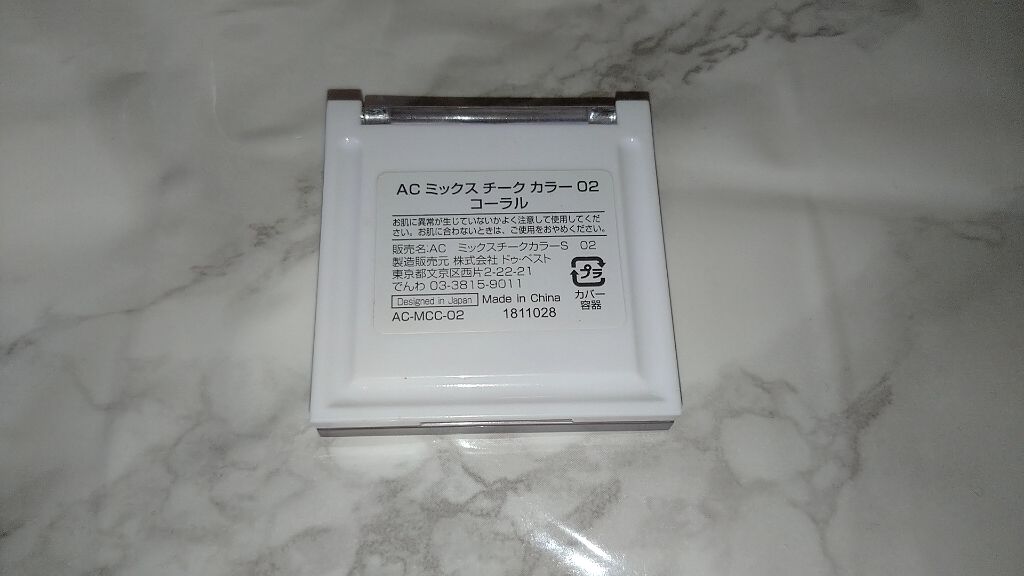 AC ミックス チーク カラー 02
コーラル
お肌に異常が生じていないかよく注意して使用してくだ
さい。お肌に合わないときは、ご使用をおやめください。
販売名:AC ミックスチークカラーS 02
製造販売元 株式会社 ドゥ・ベスト
東京都文京区西片2-22-21
でんわ 03-3815-9011
Designed in Japan Made in China
AC-MCC-02 1811028
プラ
カバー
容器